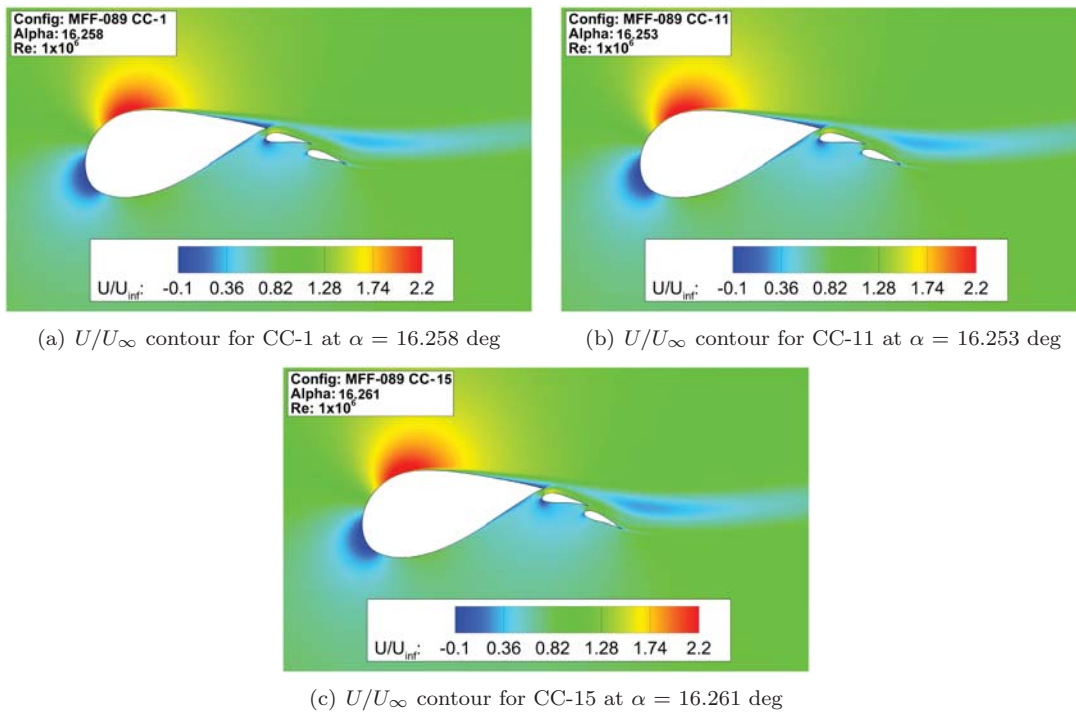 Config: MFF-089 CC-1
Alpha: 16.258
Re: 1x10⁶
U/U_inf: -0.1 0.36 0.82 1.28 1.74 2.2
(a) U/U∞ contour for CC-1 at α = 16.258 deg
Config: MFF-089 CC-11
Alpha: 16.253
Re: 1x10⁶
U/U_inf: -0.1 0.36 0.82 1.28 1.74 2.2
(b) U/U∞ contour for CC-11 at α = 16.253 deg
Config: MFF-089 CC-15
Alpha: 16.261
Re: 1x10⁶
U/U_inf: -0.1 0.36 0.82 1.28 1.74 2.2
(c) U/U∞ contour for CC-15 at α = 16.261 deg